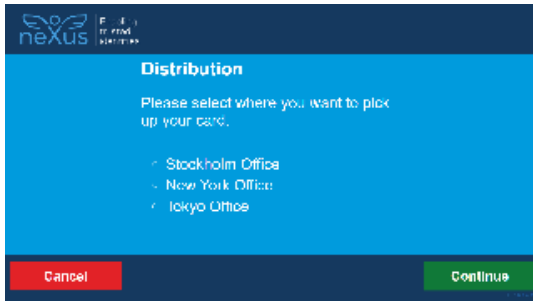 neXus
Distribution
Please select where you want to pick
up your card.
Stockholm Office
New York Office
Tokyo Office
Cancel
Continue